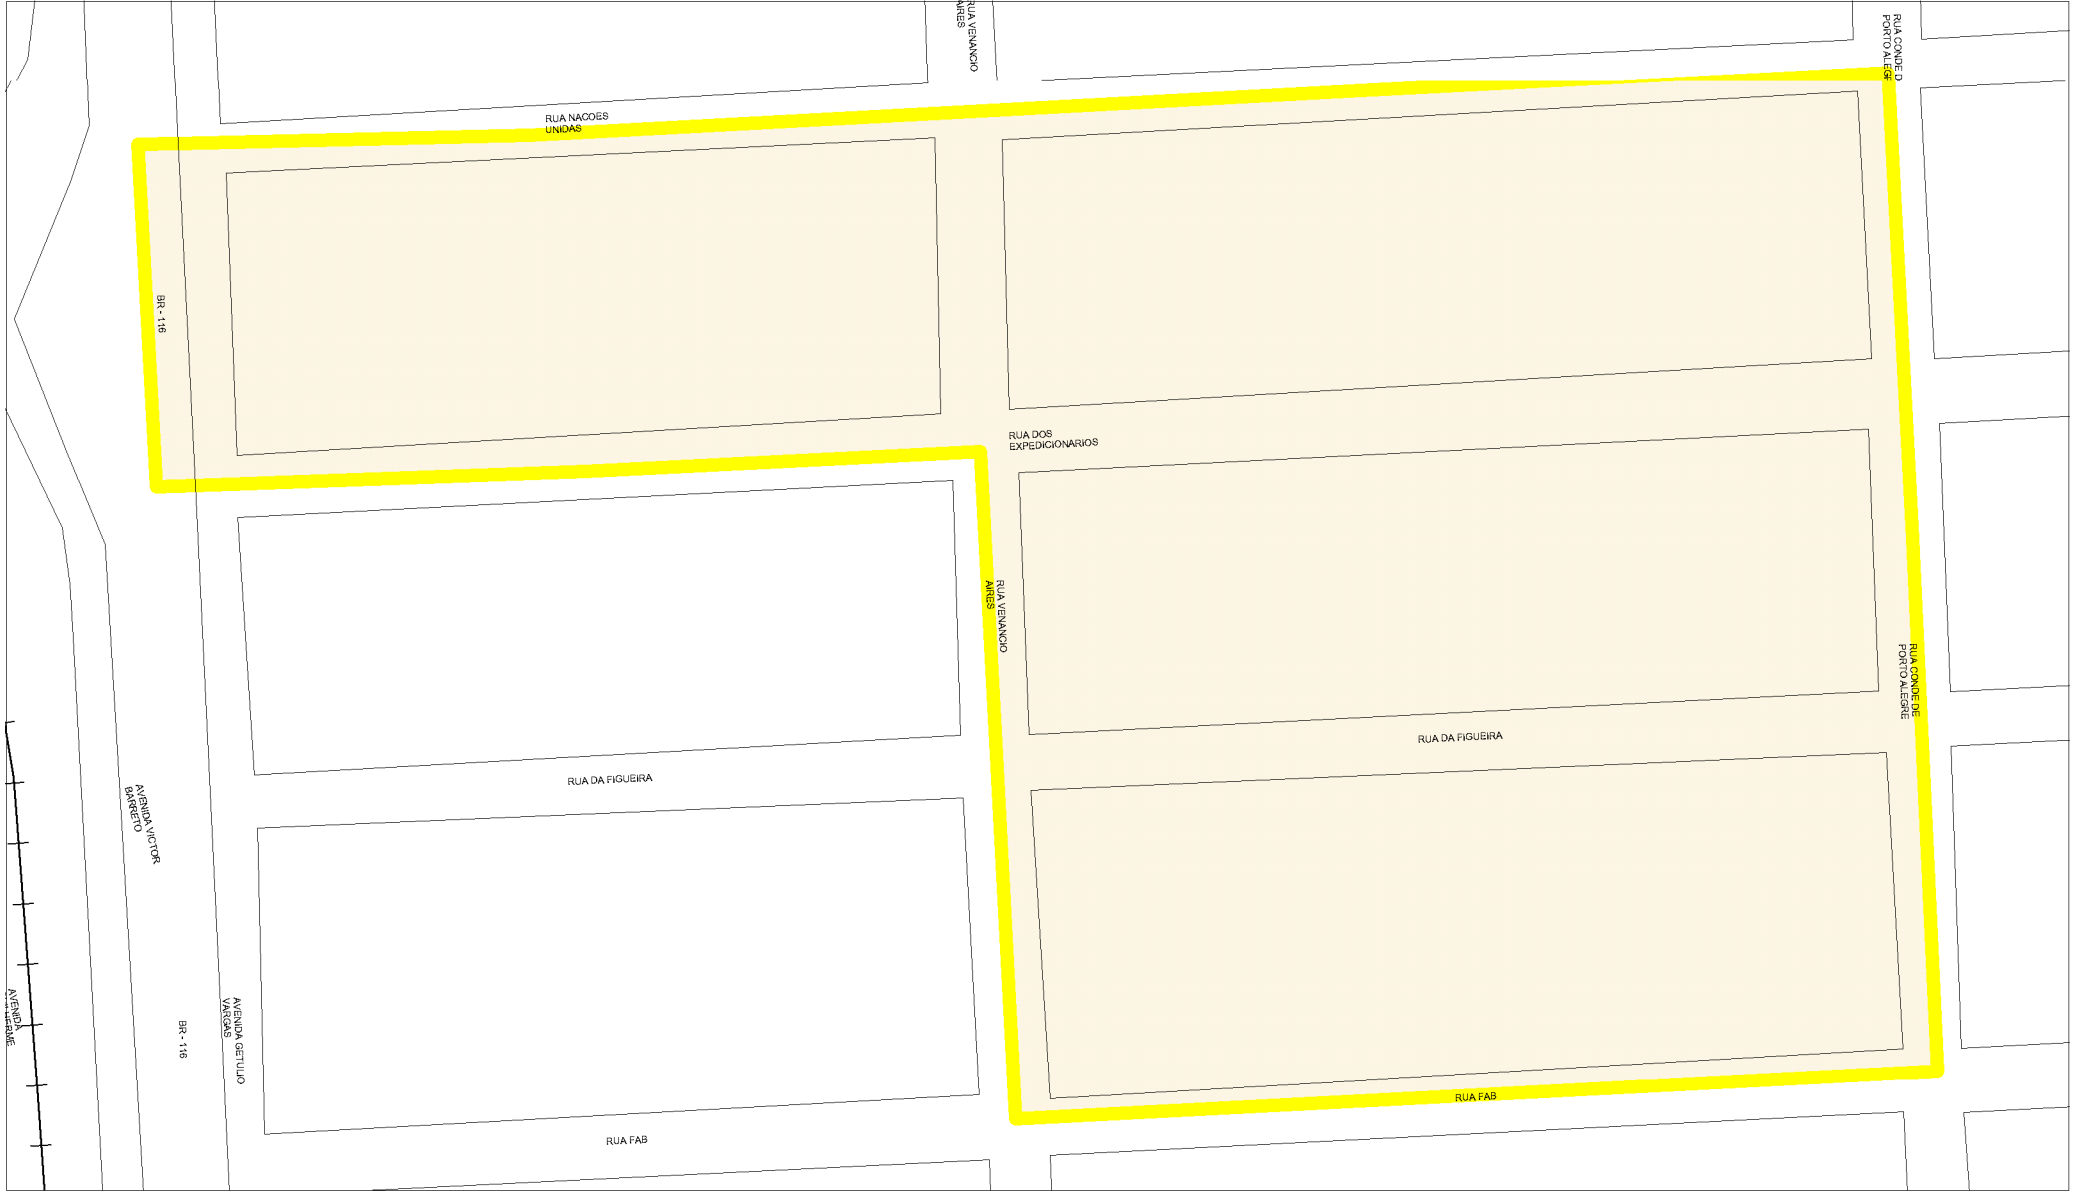 RUA VENANCIO
AIRES
RUA CONDE D
PORTO ALEGR
RUA NACOES
UNIDAS
BR - 116
RUA DOS
EXPEDICIONARIOS
RUA VENANCIO
AIRES
RUA CONDE DE
PORTO ALEGRE
RUA DA FIGUEIRA
RUA DA FIGUEIRA
AVENIDA VICTOR
BARRETO
AVENIDA GETULIO
VARGAS
BR - 116
AVENIDA
RUA FAB
RUA FAB